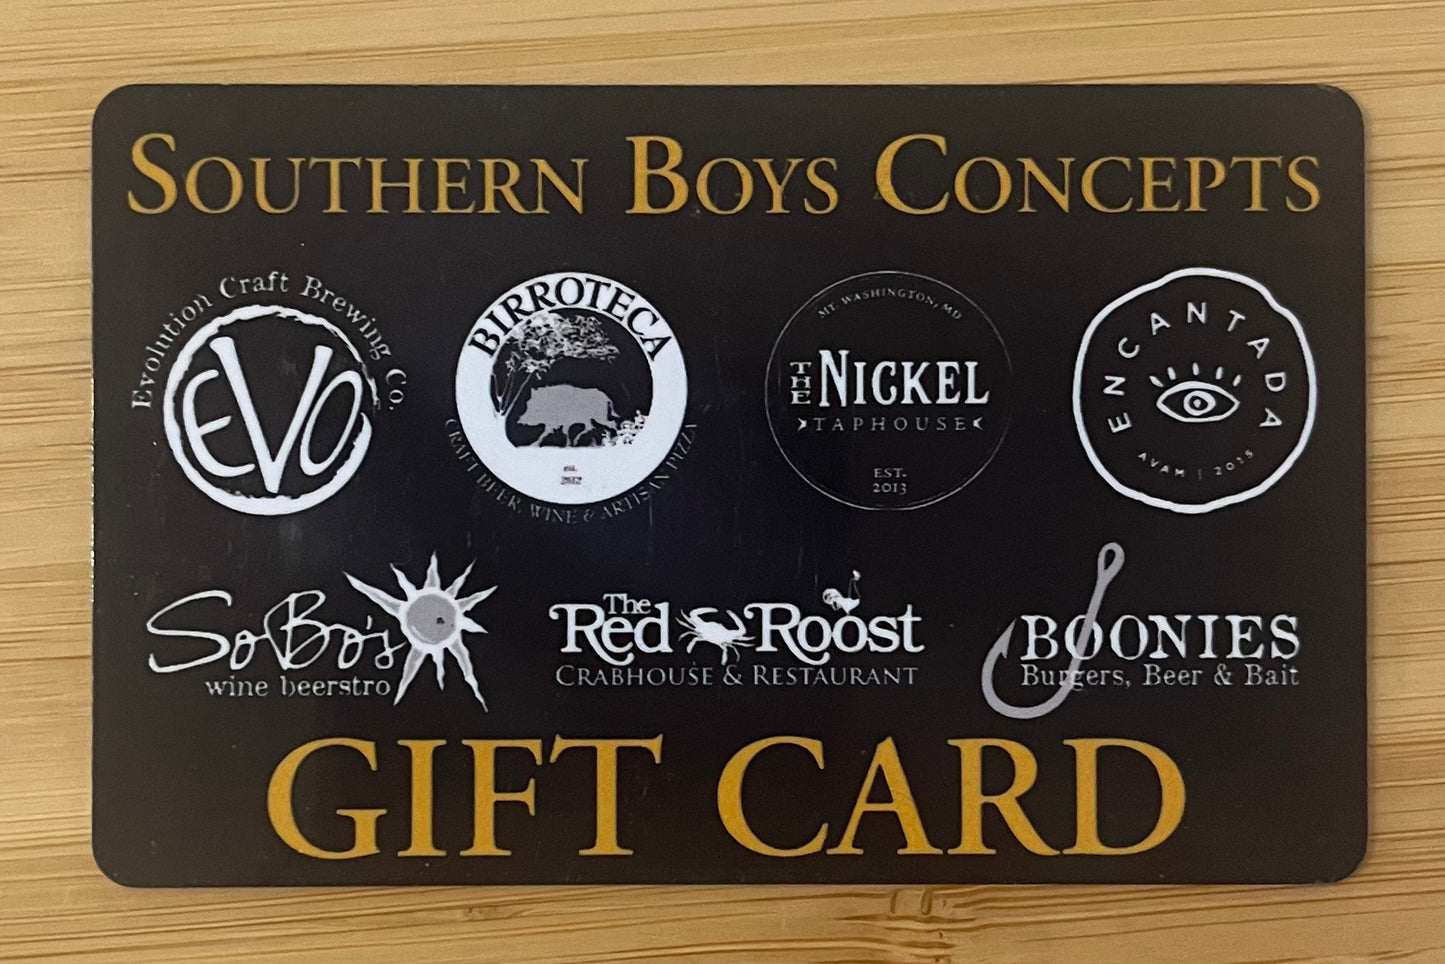 SOUTHERN BOYS CONCEPTS
Evolution Craft Brewing Co.
EVO
BIRROTECA
EST.
2012
CRAFT BEER, WINE & ARTISAN PIZZA
MT. WASHINGTON, MD
THE NICKEL
TAPHOUSE
EST.
2013
ENCANTADA
AVAM | 2015
SoBo's
wine beerstro
The Red Roost
CRABHOUSE & RESTAURANT
BOONIES
Burgers, Beer & Bait
GIFT CARD